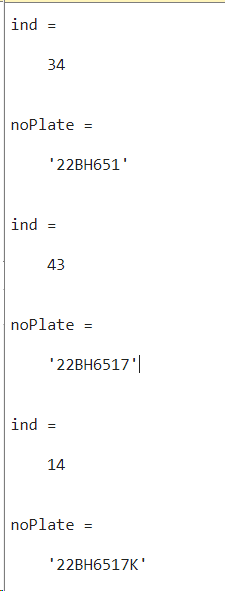 ind =
34
noPlate =
'22BH651'
ind =
43
noPlate =
'22BH6517'
ind =
14
noPlate =
'22BH6517K'